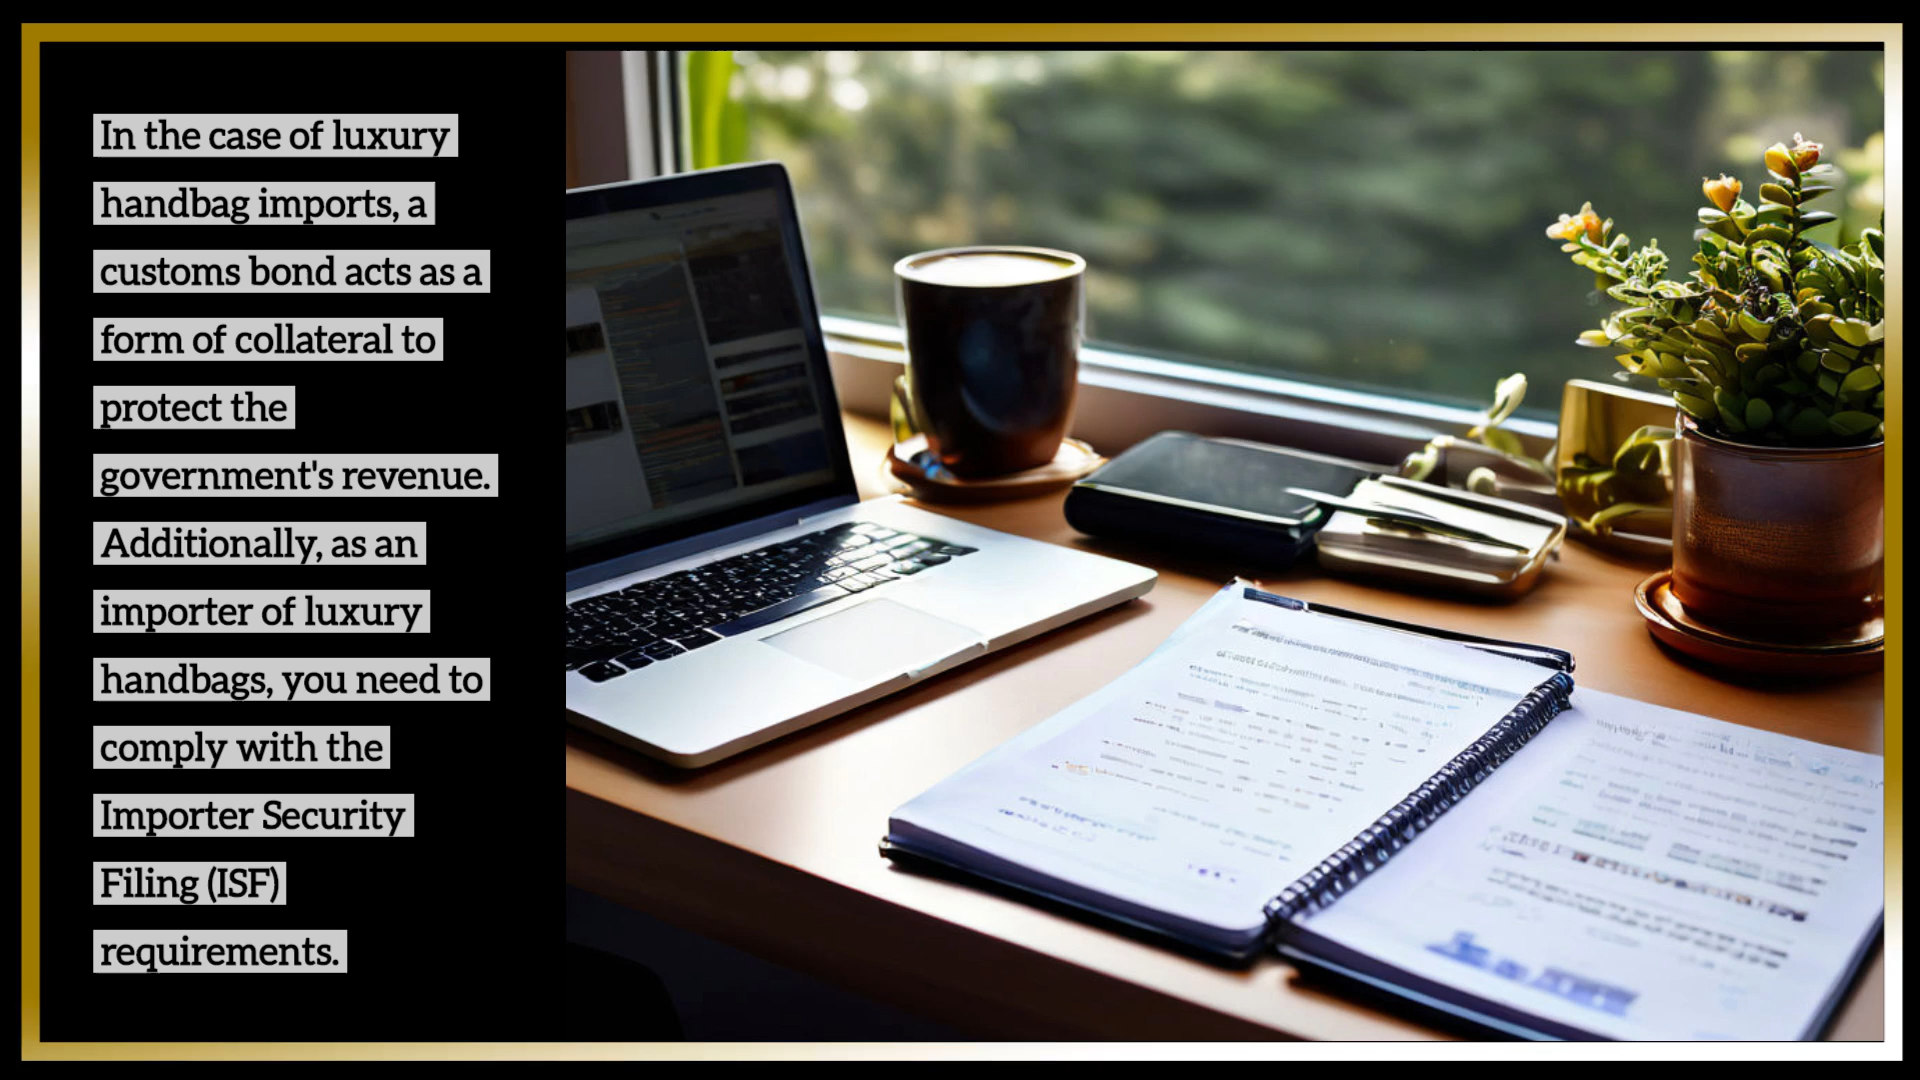 In the case of luxury
handbag imports, a
customs bond acts as a
form of collateral to
protect the
government's revenue.
Additionally, as an
importer of luxury
handbags, you need to
comply with the
Importer Security
Filing (ISF)
requirements.